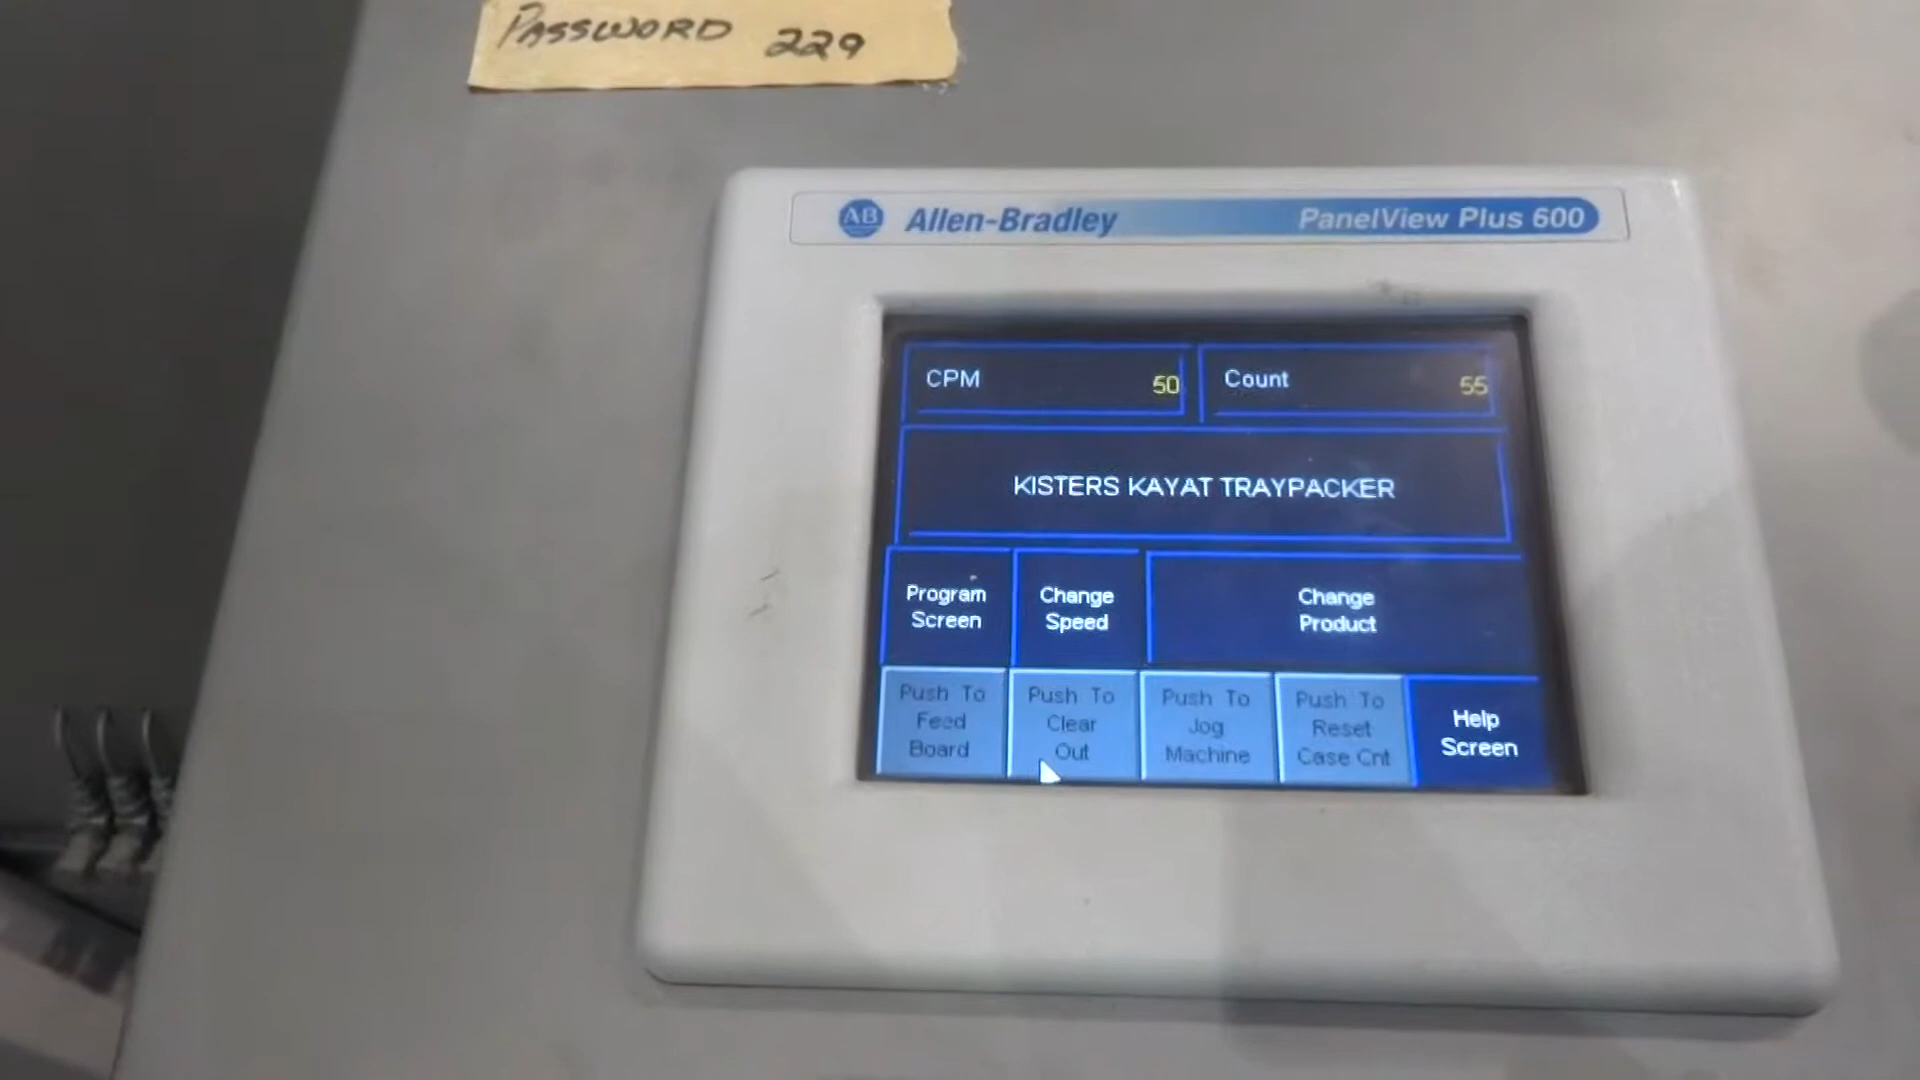 PASSWORD 229
AB Allen-Bradley PanelView Plus 600
CPM 50 Count 55
KISTERS KAYAT TRAYPACKER
Program
Screen
Change
Speed
Change
Product
Push To
Feed
Board
Push To
Clear
Out
Push To
Jog
Machine
Push To
Reset
Case Cnt
Help
Screen